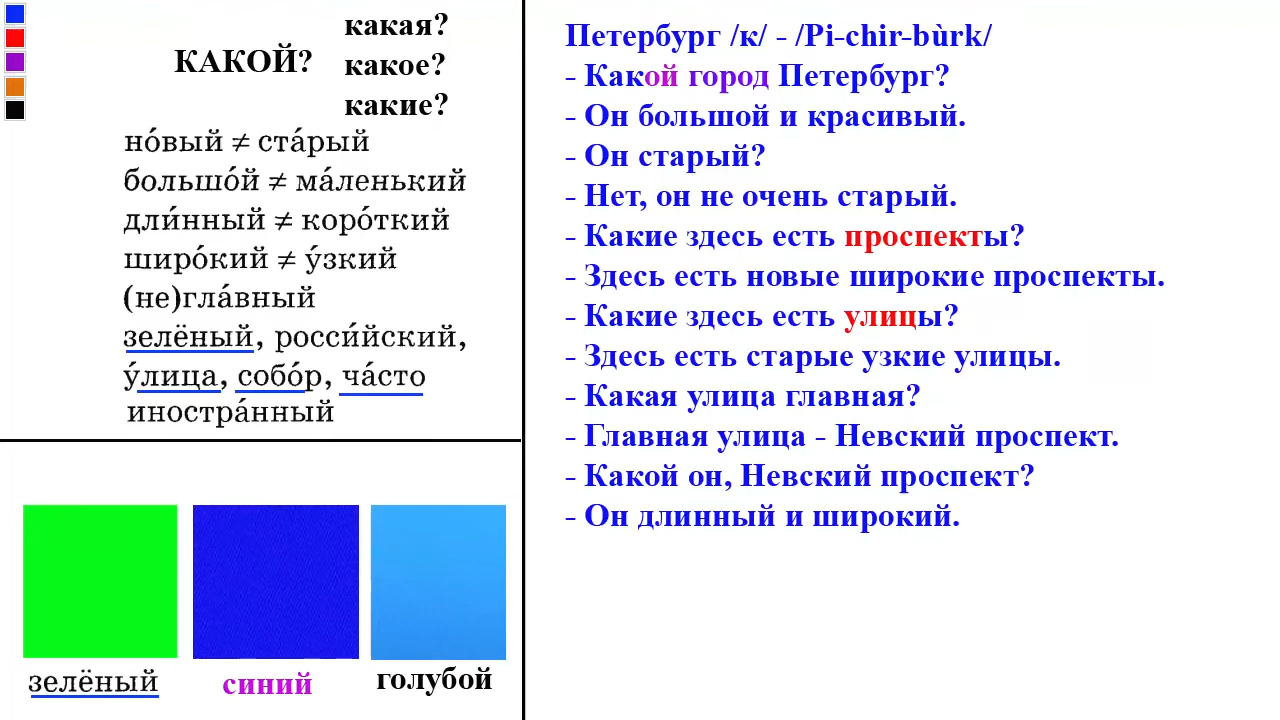 КАКОЙ?
какая?
какое?
какие?
но́вый ≠ ста́рый
большо́й ≠ ма́ленький
дли́нный ≠ коро́ткий
широ́кий ≠ у́зкий
(не)гла́вный
зелёный, росси́йский,
у́лица, собо́р, ча́сто
иностра́нный
зелёный
синий
голубой
Петербург /к/ - /Pi-chir-bùrk/
- Какой город Петербург?
- Он большой и красивый.
- Он старый?
- Нет, он не очень старый.
- Какие здесь есть проспекты?
- Здесь есть новые широкие проспекты.
- Какие здесь есть улицы?
- Здесь есть старые узкие улицы.
- Какая улица главная?
- Главная улица - Невский проспект.
- Какой он, Невский проспект?
- Он длинный и широкий.